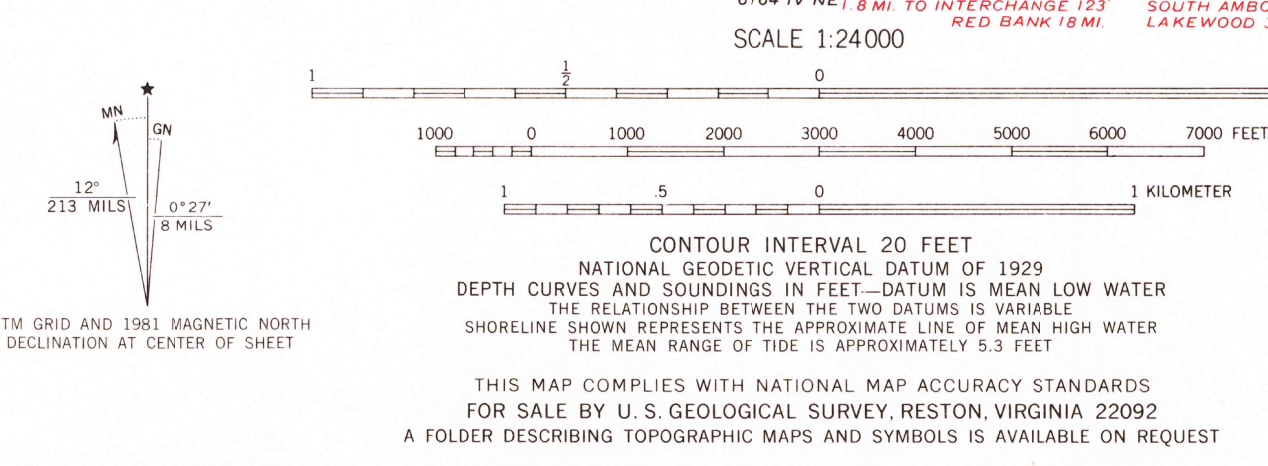 1.8 MI. TO INTERCHANGE 123
RED BANK 18 MI.
SOUTH AMBO
LAKEWOOD
SCALE 1:24000
1 1/2 0
1000 0 1000 2000 3000 4000 5000 6000 7000 FEET
1 .5 0 1 KILOMETER
MN
GN
12°
213 MILS
0°27′
8 MILS
TM GRID AND 1981 MAGNETIC NORTH
DECLINATION AT CENTER OF SHEET
CONTOUR INTERVAL 20 FEET
NATIONAL GEODETIC VERTICAL DATUM OF 1929
DEPTH CURVES AND SOUNDINGS IN FEET—DATUM IS MEAN LOW WATER
THE RELATIONSHIP BETWEEN THE TWO DATUMS IS VARIABLE
SHORELINE SHOWN REPRESENTS THE APPROXIMATE LINE OF MEAN HIGH WATER
THE MEAN RANGE OF TIDE IS APPROXIMATELY 5.3 FEET
THIS MAP COMPLIES WITH NATIONAL MAP ACCURACY STANDARDS
FOR SALE BY U. S. GEOLOGICAL SURVEY, RESTON, VIRGINIA 22092
A FOLDER DESCRIBING TOPOGRAPHIC MAPS AND SYMBOLS IS AVAILABLE ON REQUEST